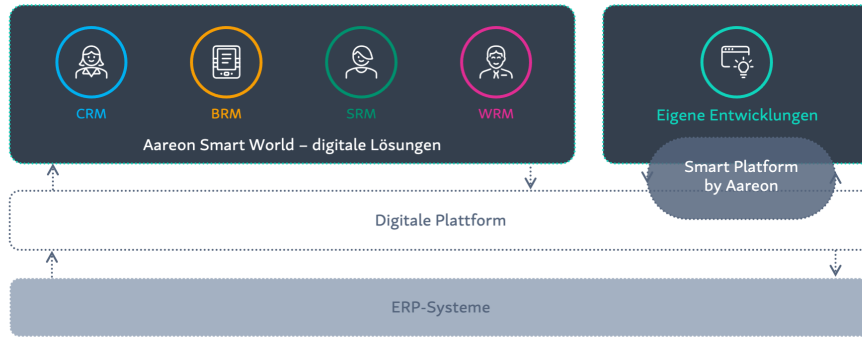 CRM
BRM
SRM
WRM
Aareon Smart World – digitale Lösungen
Eigene Entwicklungen
Smart Platform
by Aareon
Digitale Plattform
ERP-Systeme